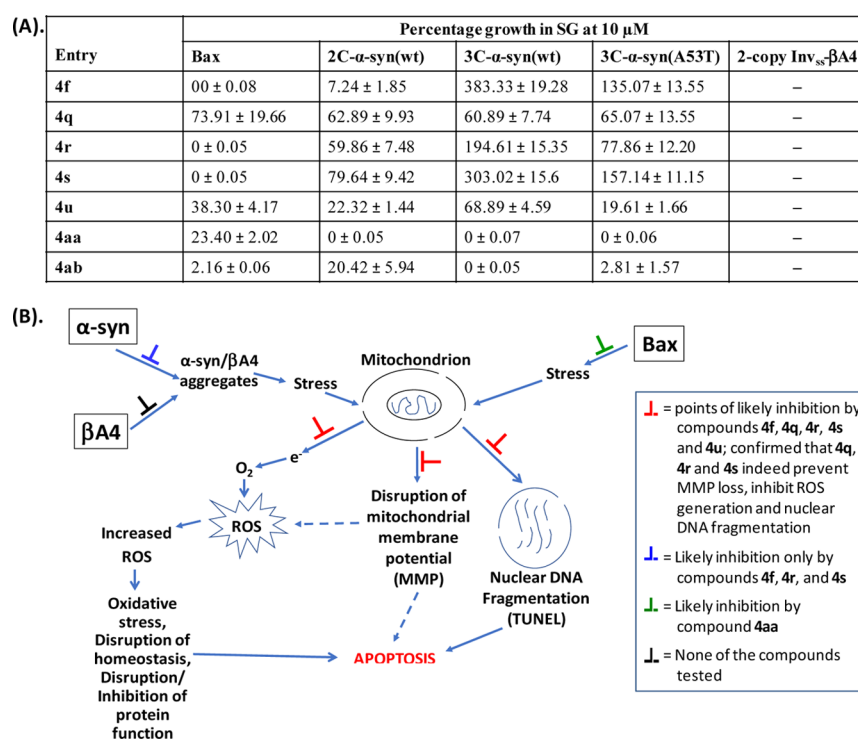 (A).
Percentage growth in SG at 10 µM
Entry Bax 2C-α-syn(wt) 3C-α-syn(wt) 3C-α-syn(A53T) 2-copy Invss-βA4
4f 00 ± 0.08 7.24 ± 1.85 383.33 ± 19.28 135.07 ± 13.55 –
4q 73.91 ± 19.66 62.89 ± 9.93 60.89 ± 7.74 65.07 ± 13.55 –
4r 0 ± 0.05 59.86 ± 7.48 194.61 ± 15.35 77.86 ± 12.20 –
4s 0 ± 0.05 79.64 ± 9.42 303.02 ± 15.6 157.14 ± 11.15 –
4u 38.30 ± 4.17 22.32 ± 1.44 68.89 ± 4.59 19.61 ± 1.66 –
4aa 23.40 ± 2.02 0 ± 0.05 0 ± 0.07 0 ± 0.06 –
4ab 2.16 ± 0.06 20.42 ± 5.94 0 ± 0.05 2.81 ± 1.57 –
(B).
α-syn
α-syn/βA4
aggregates
Stress
βA4
Mitochondrion
Stress
Bax
e-
O2
ROS
Increased
ROS
Oxidative
stress,
Disruption of
homeostasis,
Disruption/
Inhibition of
protein
function
Disruption of
mitochondrial
membrane
potential
(MMP)
Nuclear DNA
Fragmentation
(TUNEL)
APOPTOSIS
= points of likely inhibition by
compounds 4f, 4q, 4r, 4s
and 4u; confirmed that 4q,
4r and 4s indeed prevent
MMP loss, inhibit ROS
generation and nuclear
DNA fragmentation
= Likely inhibition only by
compounds 4f, 4r, and 4s
= Likely inhibition by
compound 4aa
= None of the compounds
tested